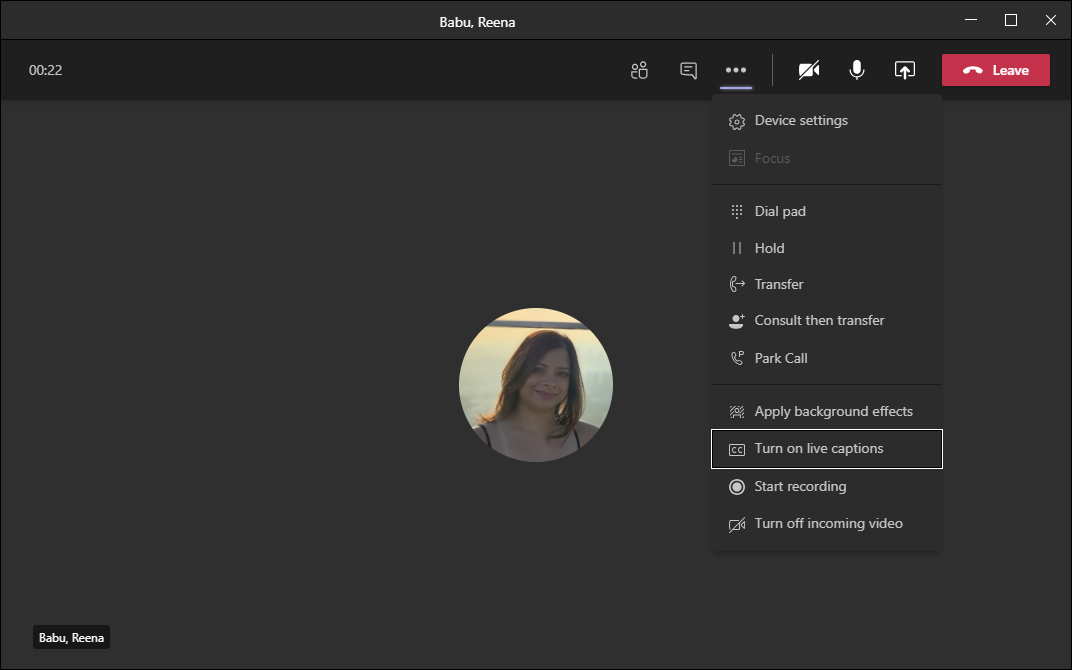 Babu, Reena
00:22
Leave
Device settings
Focus
Dial pad
Hold
Transfer
Consult then transfer
P
Park Call
Apply background effects
CC
Turn on live captions
Start recording
Turn off incoming video
Babu, Reena